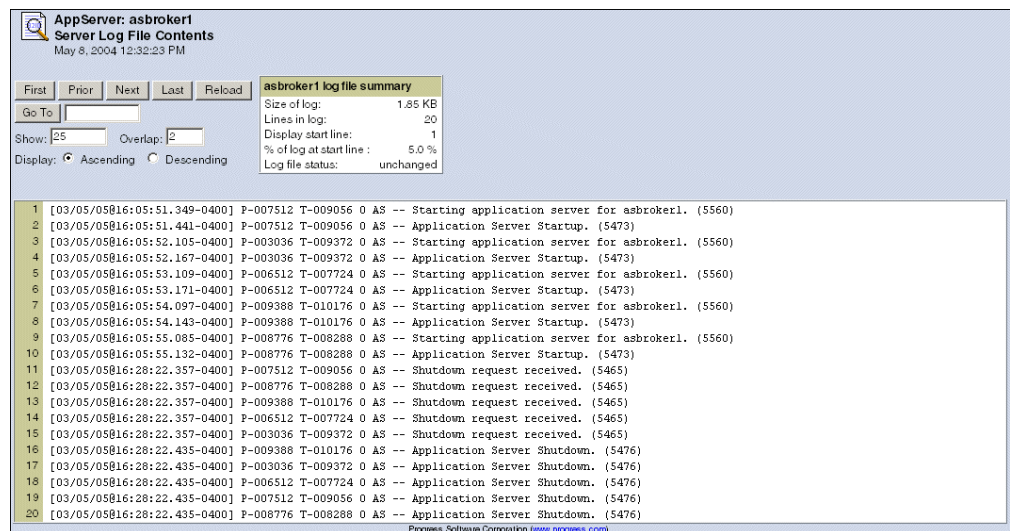 AppServer: asbroker1
Server Log File Contents
May 8, 2004 12:32:23 PM
First Prior Next Last Reload
Go To
Show: 25 Overlap: 2
Display: Ascending Descending
asbroker1 log file summary
Size of log: 1.85 KB
Lines in log: 20
Display start line: 1
% of log at start line : 5.0 %
Log file status: unchanged
1 [03/05/05@16:05:51.349-0400] P-007512 T-009056 0 AS -- Starting application server for asbroker1. (5560)
2 [03/05/05@16:05:51.441-0400] P-007512 T-009056 0 AS -- Application Server Startup. (5473)
3 [03/05/05@16:05:52.105-0400] P-003036 T-009372 0 AS -- Starting application server for asbroker1. (5560)
4 [03/05/05@16:05:52.167-0400] P-003036 T-009372 0 AS -- Application Server Startup. (5473)
5 [03/05/05@16:05:53.109-0400] P-006512 T-007724 0 AS -- Starting application server for asbroker1. (5560)
6 [03/05/05@16:05:53.171-0400] P-006512 T-007724 0 AS -- Application Server Startup. (5473)
7 [03/05/05@16:05:54.097-0400] P-009388 T-010176 0 AS -- Starting application server for asbroker1. (5560)
8 [03/05/05@16:05:54.143-0400] P-009388 T-010176 0 AS -- Application Server Startup. (5473)
9 [03/05/05@16:05:55.085-0400] P-008776 T-008288 0 AS -- Starting application server for asbroker1. (5560)
10 [03/05/05@16:05:55.132-0400] P-008776 T-008288 0 AS -- Application Server Startup. (5473)
11 [03/05/05@16:28:22.357-0400] P-007512 T-009056 0 AS -- Shutdown request received. (5465)
12 [03/05/05@16:28:22.357-0400] P-008776 T-008288 0 AS -- Shutdown request received. (5465)
13 [03/05/05@16:28:22.357-0400] P-009388 T-010176 0 AS -- Shutdown request received. (5465)
14 [03/05/05@16:28:22.357-0400] P-006512 T-007724 0 AS -- Shutdown request received. (5465)
15 [03/05/05@16:28:22.357-0400] P-003036 T-009372 0 AS -- Shutdown request received. (5465)
16 [03/05/05@16:28:22.435-0400] P-009388 T-010176 0 AS -- Application Server Shutdown. (5476)
17 [03/05/05@16:28:22.435-0400] P-003036 T-009372 0 AS -- Application Server Shutdown. (5476)
18 [03/05/05@16:28:22.435-0400] P-006512 T-007724 0 AS -- Application Server Shutdown. (5476)
19 [03/05/05@16:28:22.435-0400] P-007512 T-009056 0 AS -- Application Server Shutdown. (5476)
20 [03/05/05@16:28:22.435-0400] P-008776 T-008288 0 AS -- Application Server Shutdown. (5476)
Progress Software Corporation (www.progress.com)